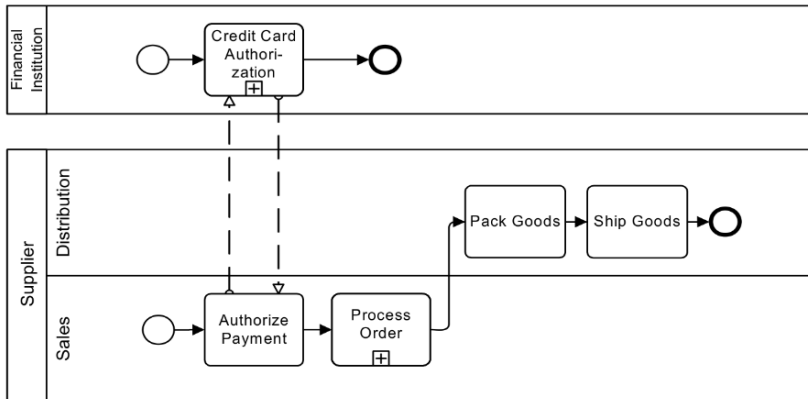 Financial
Institution
Credit Card
Authori-
zation
Supplier
Distribution
Pack Goods
Ship Goods
Sales
Authorize
Payment
Process
Order